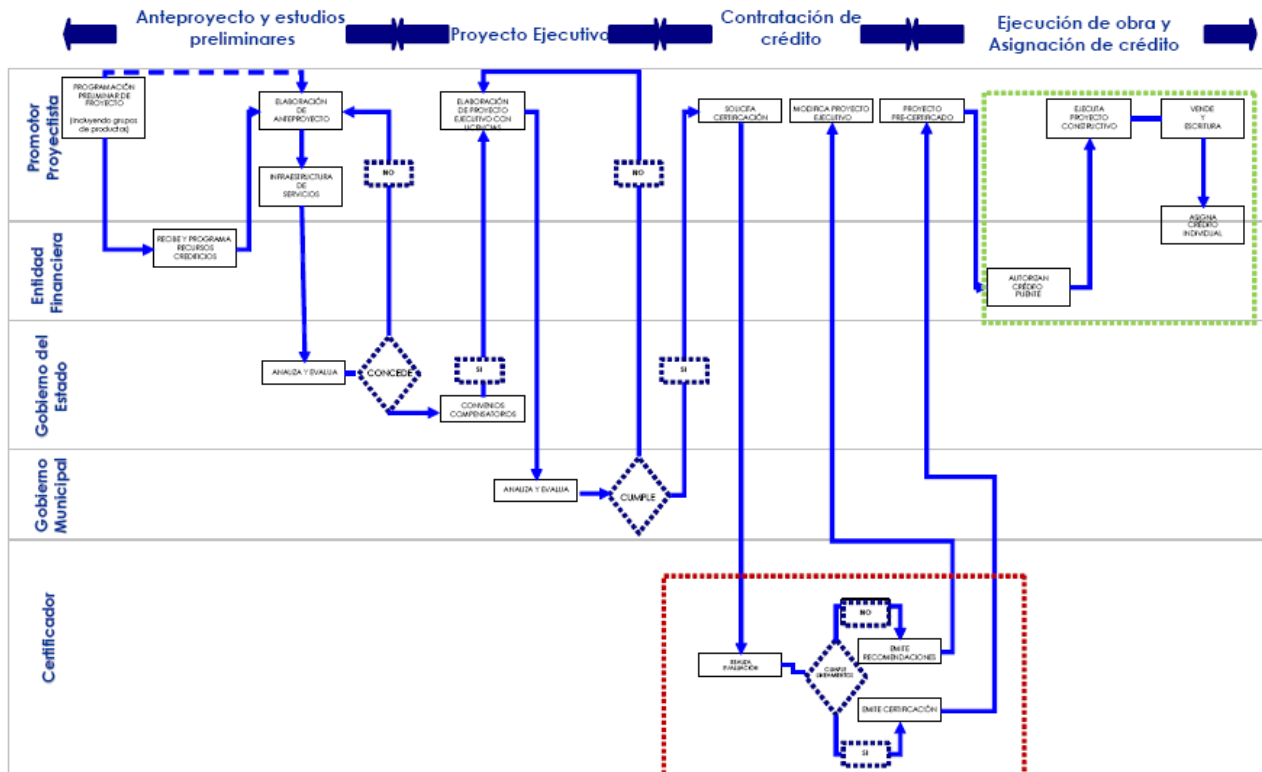 Anteproyecto y estudios
preliminares
Proyecto Ejecutivo
Contratación de
crédito
Ejecución de obra y
Asignación de crédito
Promotor
Proyectista
PROGRAMACIÓN
PRELIMINAR DE
PROYECTO
(incluyendo grupos
de productos)
ELABORACIÓN
DE
ANTEPROYECTO
INFRAESTRUCTURA
DE
SERVICIOS
NO
ELABORACIÓN
DE PROYECTO
EJECUTIVO CON
LICENCIAS
NO
SOLICITA
CERTIFICACIÓN
MODIFICA PROYECTO
EJECUTIVO
PROYECTO
PRE-CERTIFICADO
EJECUTA
PROYECTO
CONSTRUCTIVO
VENDE
Y
ESCRITURA
Entidad
Financiera
RECIBE Y PROGRAMA
RECURSOS
CREDIFICIOS
ASIGNA
CRÉDITO
INDIVIDUAL
AUTORIZAN
CRÉDITO
PUENTE
Gobierno del
Estado
ANALIZA Y EVALUA
CONCEDE
SI
CONVENIOS
COMPENSATORIOS
SI
Gobierno
Municipal
ANALIZA Y EVALUA
CUMPLE
Certificador
REALIZA
EVALUACIÓN
CUMPLE
LINEAMIENTOS
NO
EMITE
RECOMENDACIONES
EMITE CERTIFICACIÓN
SI